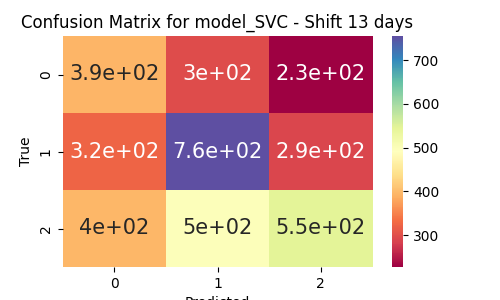 Confusion Matrix for model_SVC - Shift 13 days
0 3.9e+02 3e+02 2.3e+02
True 1 3.2e+02 7.6e+02 2.9e+02
2 4e+02 5e+02 5.5e+02
0 1 2
Predicted
700
600
500
400
300